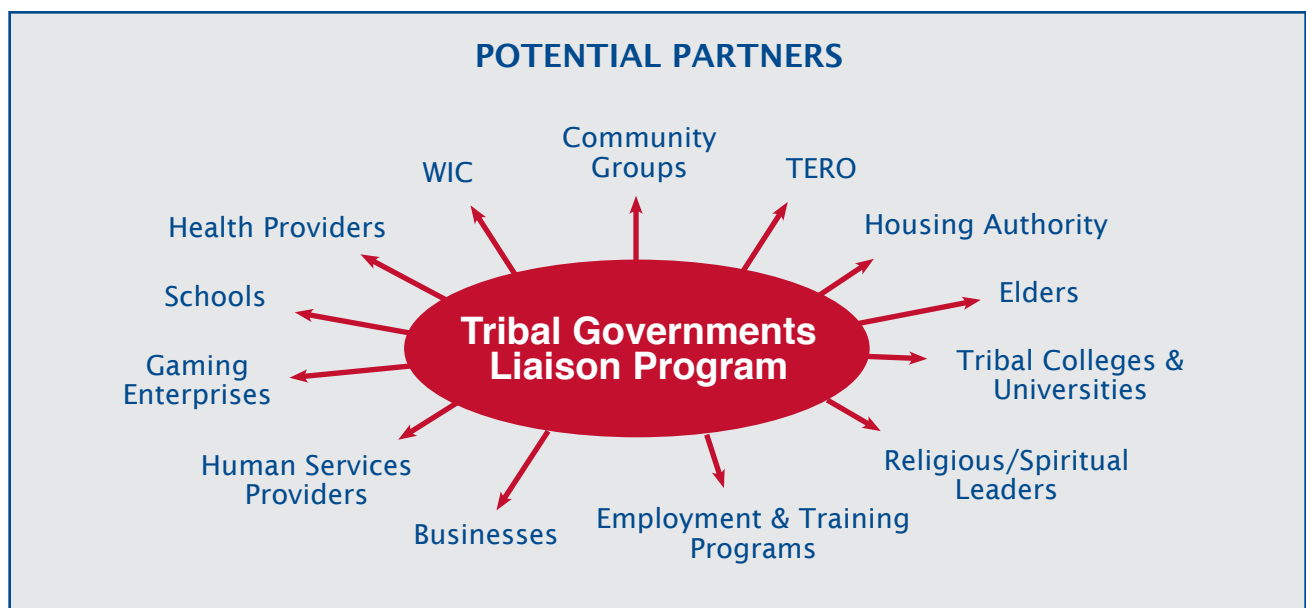 POTENTIAL PARTNERS
Community
Groups
WIC
TERO
Health Providers
Housing Authority
Schools
Elders
Tribal Governments
Liaison Program
Gaming
Enterprises
Tribal Colleges &
Universities
Human Services
Providers
Religious/Spiritual
Leaders
Businesses
Employment & Training
Programs